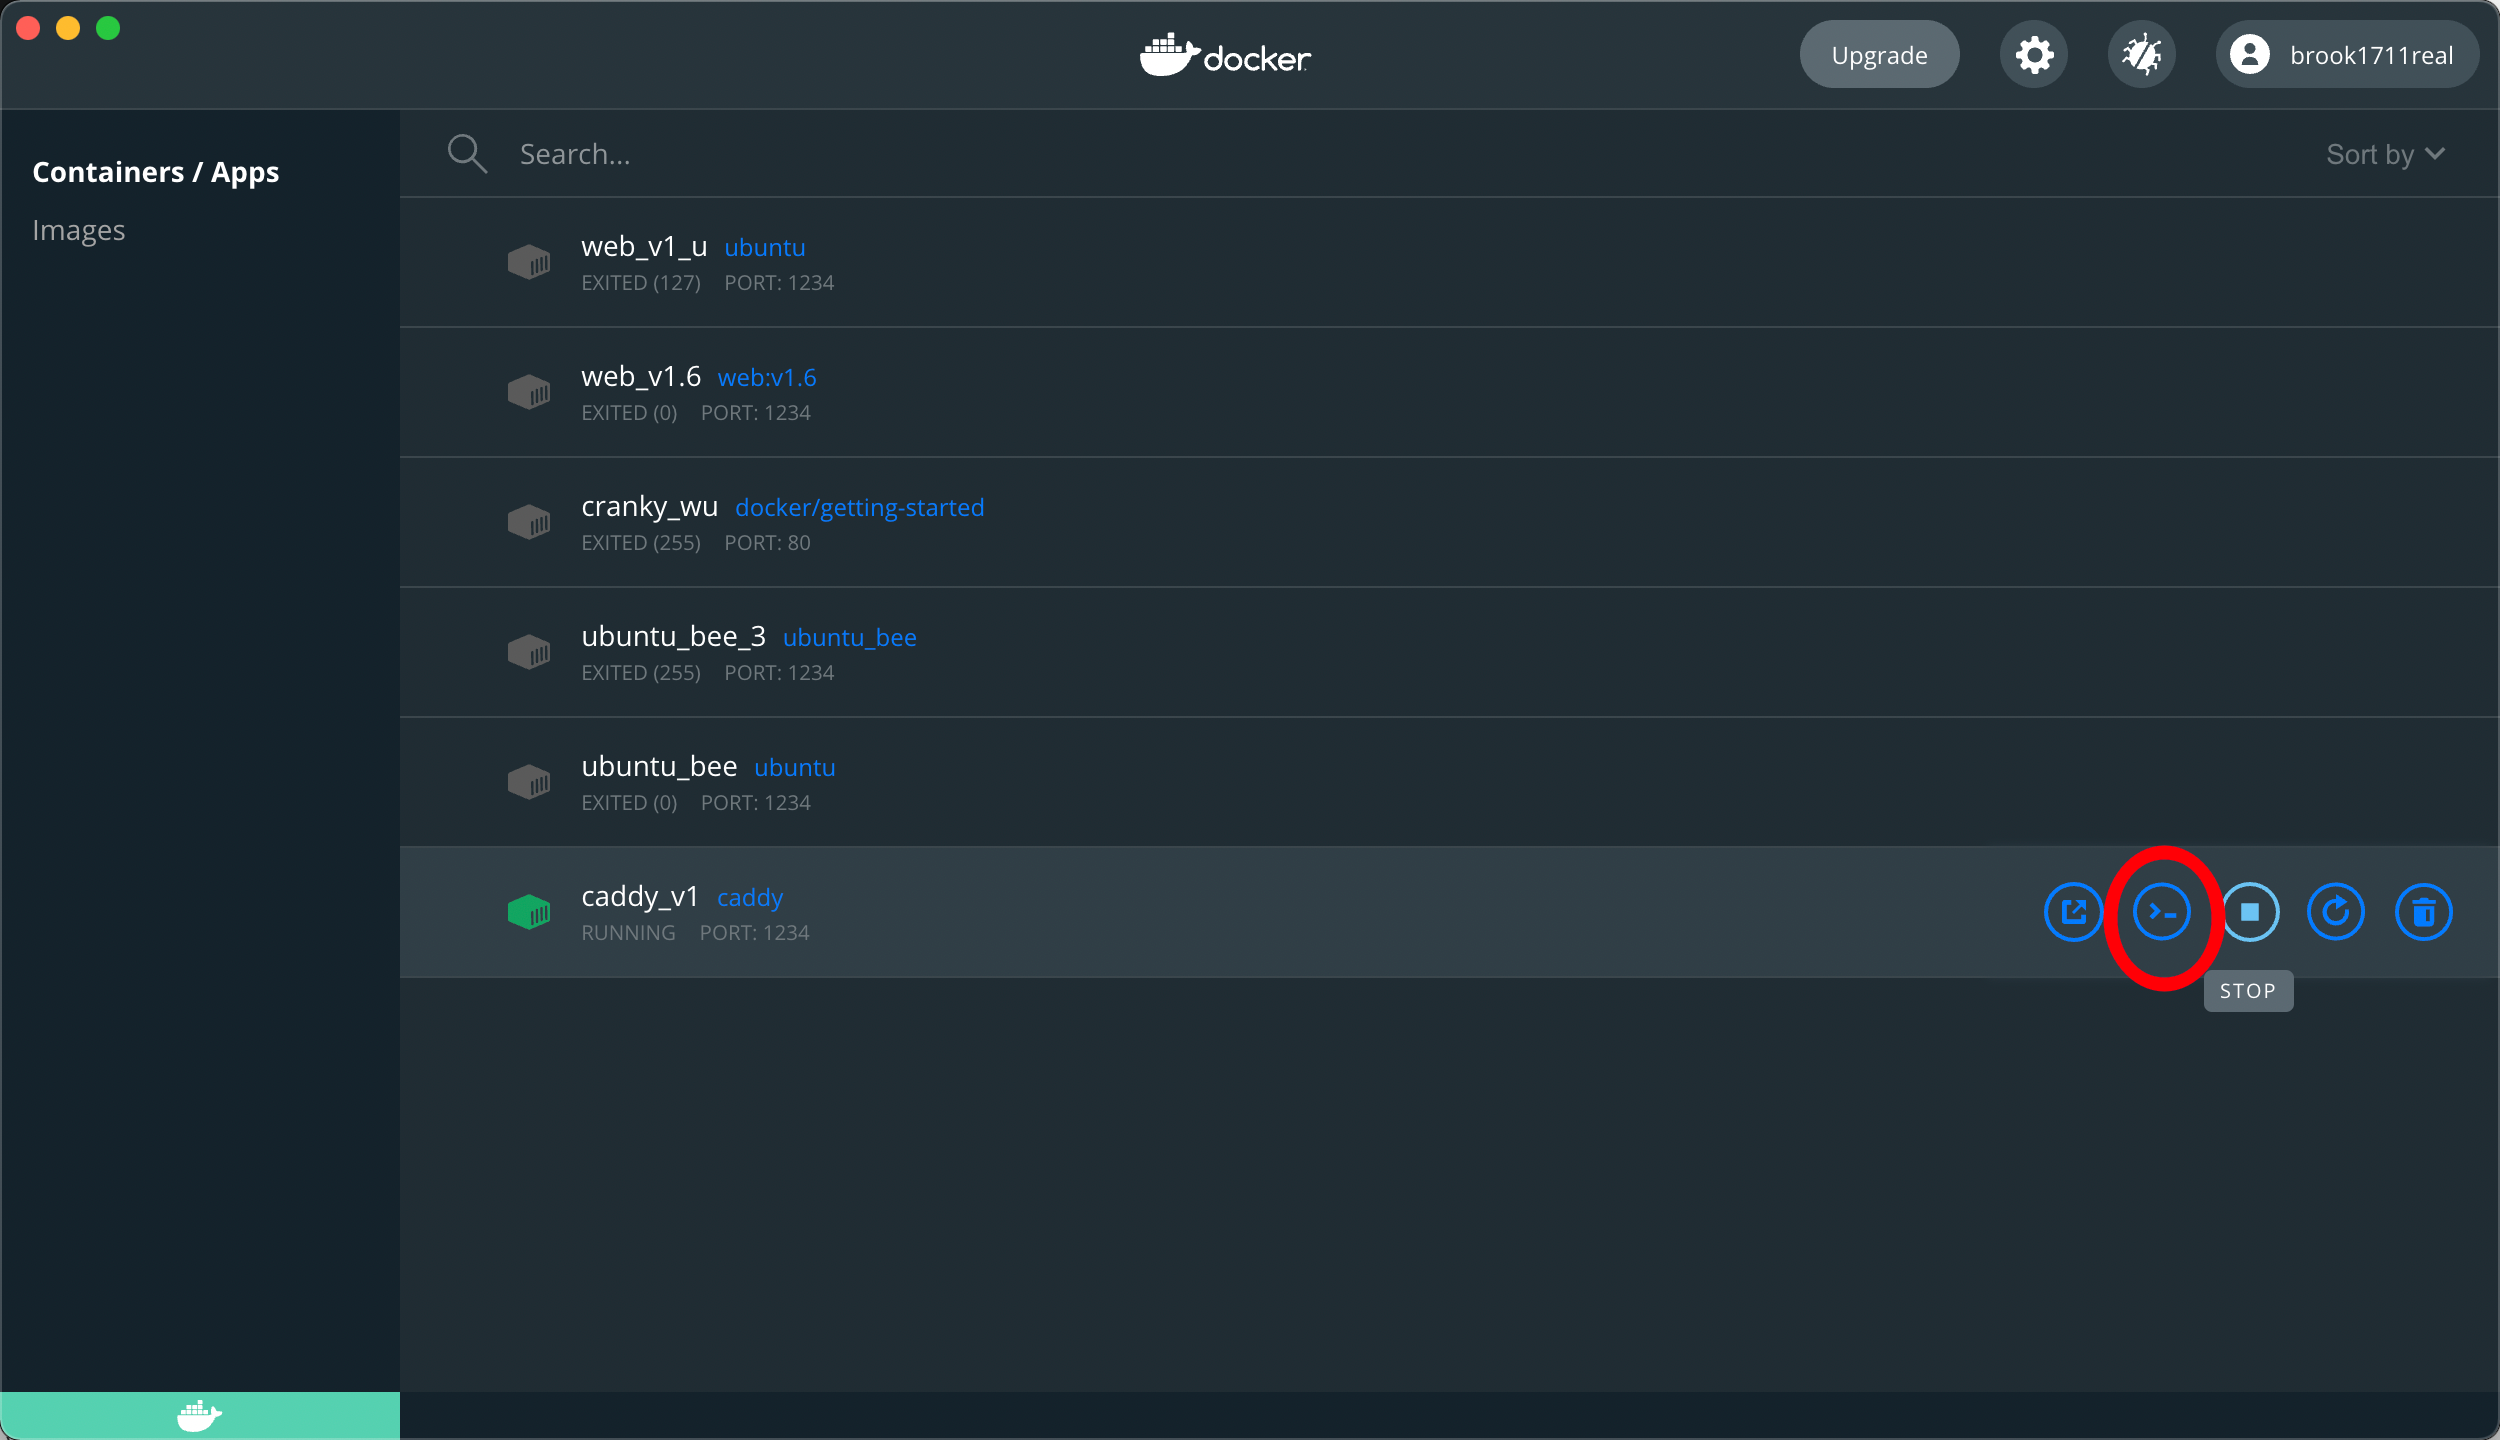 docker
Upgrade
brook1711real
Containers / Apps
Images
Search...
Sort by
web_v1_u ubuntu
EXITED (127) PORT: 1234
web_v1.6 web:v1.6
EXITED (0) PORT: 1234
cranky_wu docker/getting-started
EXITED (255) PORT: 80
ubuntu_bee_3 ubuntu_bee
EXITED (255) PORT: 1234
ubuntu_bee ubuntu
EXITED (0) PORT: 1234
caddy_v1 caddy
RUNNING PORT: 1234
STOP